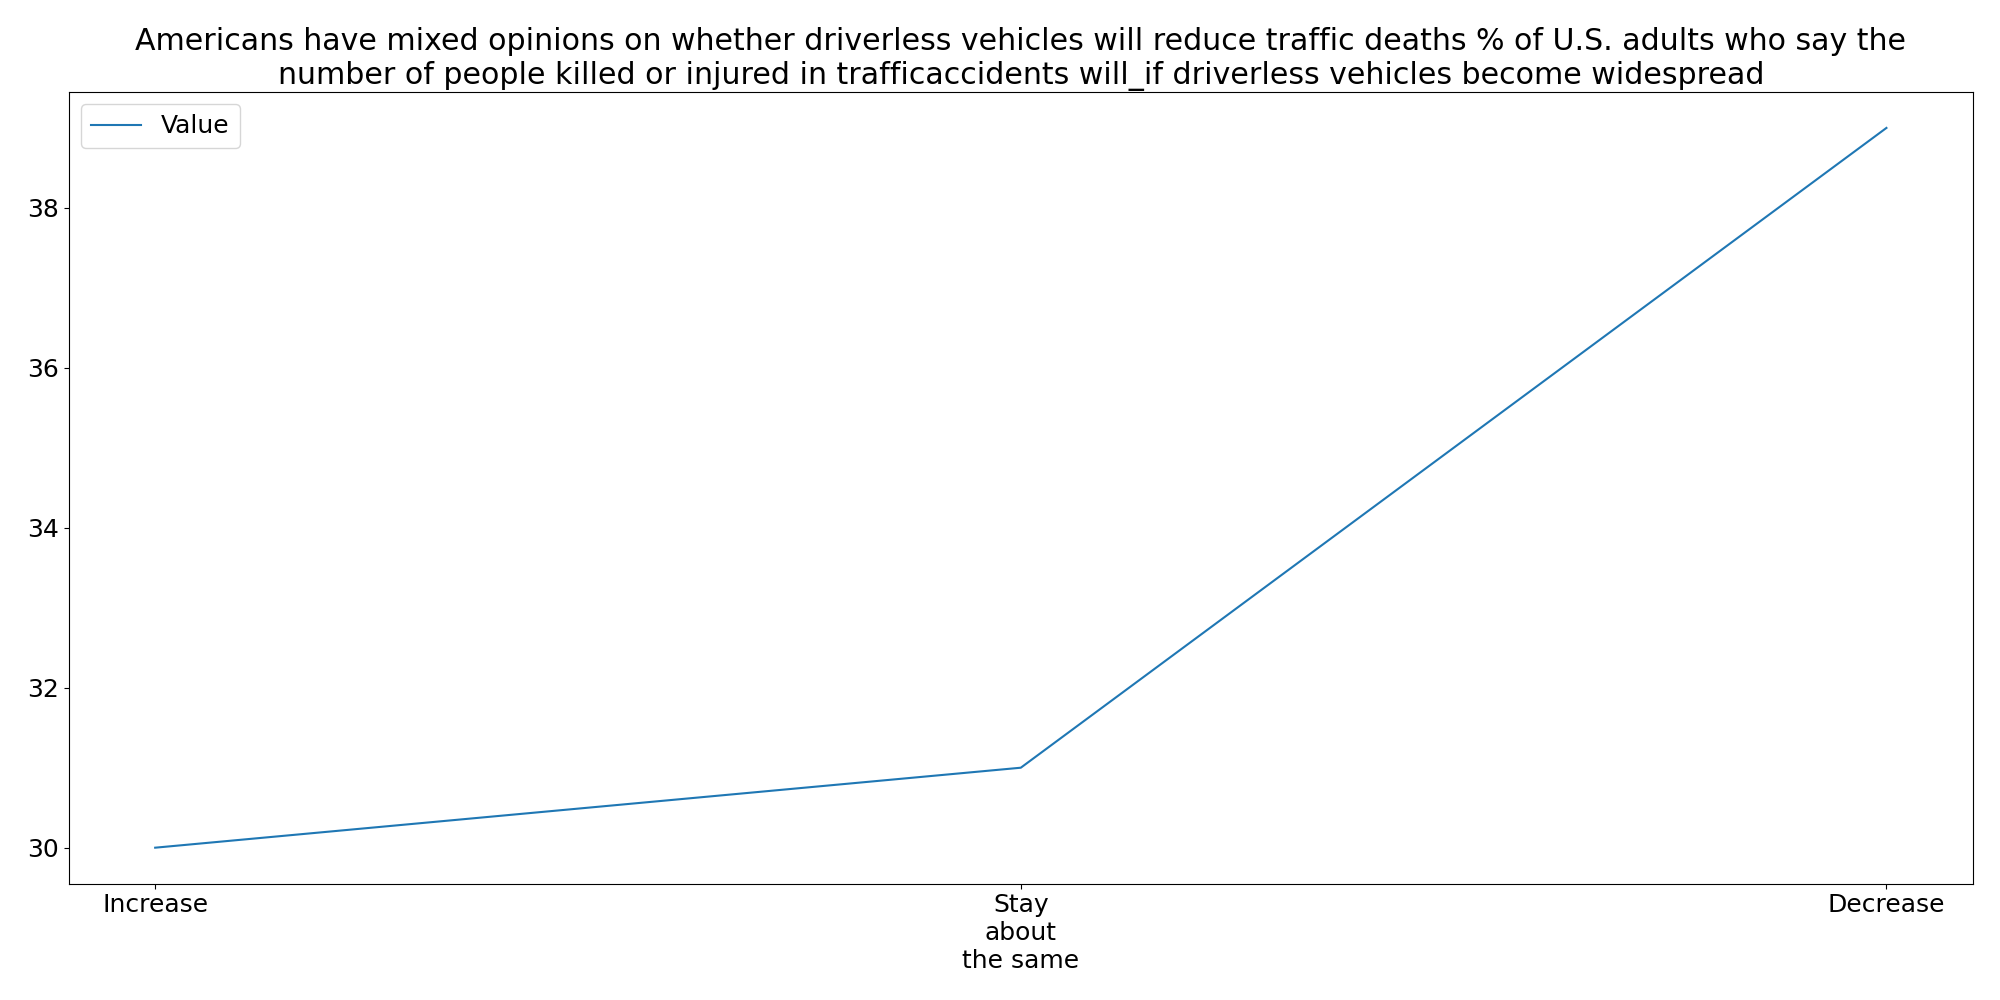 Americans have mixed opinions on whether driverless vehicles will reduce traffic deaths % of U.S. adults who say the
number of people killed or injured in trafficaccidents will_if driverless vehicles become widespread
Value
38
36
34
32
30
Increase
Stay
about
the same
Decrease